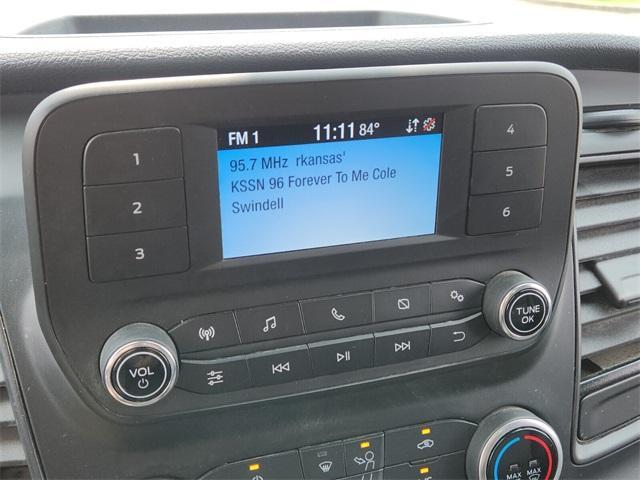 FM 1 11:11 84°
95.7 MHz rkansas'
KSSN 96 Forever To Me Cole
Swindell
1
2
3
4
5
6
VOL
TUNE
OK
MAX MAX